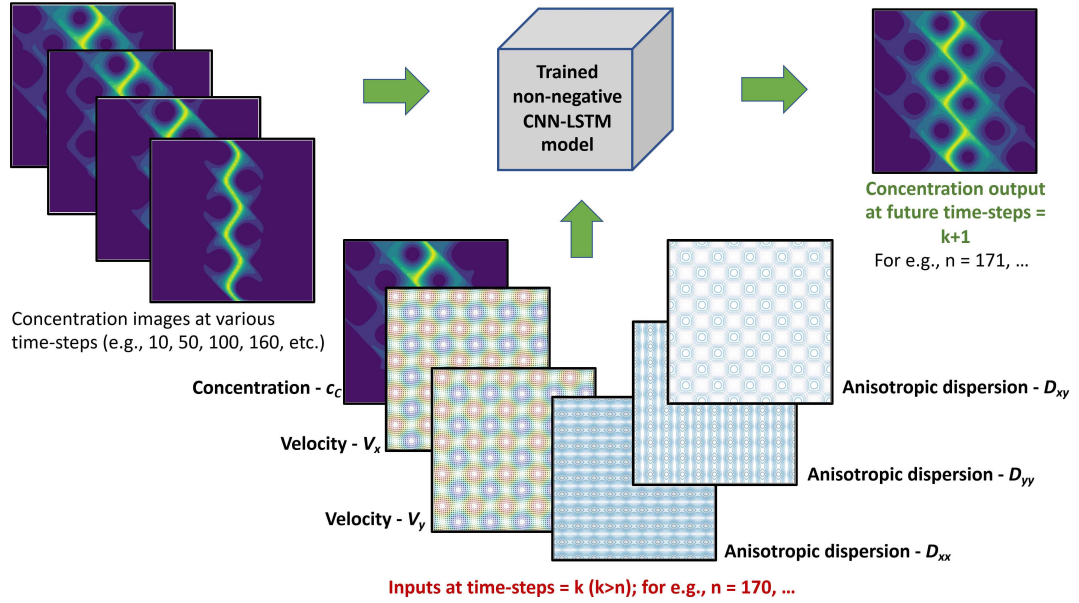 Trained
non-negative
CNN-LSTM
model
Concentration output
at future time-steps =
k+1
For e.g., n = 171, ...
Concentration images at various
time-steps (e.g., 10, 50, 100, 160, etc.)
Concentration - cC
Anisotropic dispersion - Dxy
Velocity - Vx
Anisotropic dispersion - Dyy
Velocity - Vy
Anisotropic dispersion - Dxx
Inputs at time-steps = k (k>n); for e.g., n = 170, ...